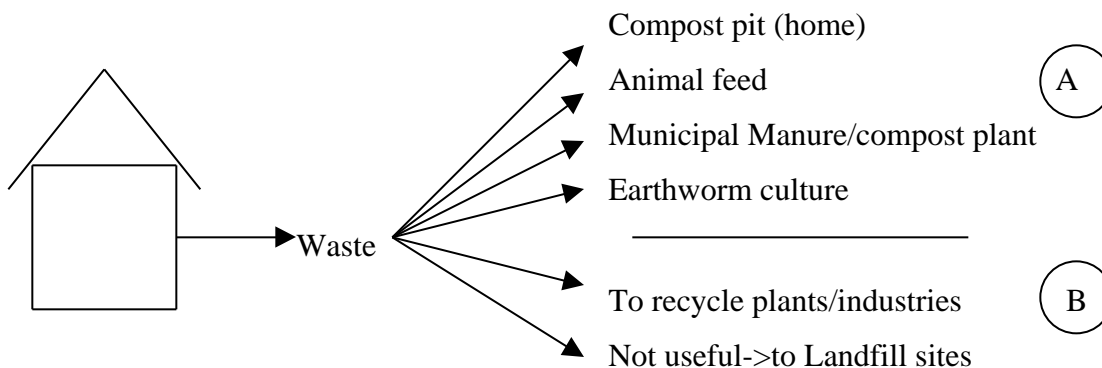 Compost pit (home)
Animal feed
A
Municipal Manure/compost plant
Earthworm culture
Waste
To recycle plants/industries
B
Not useful->to Landfill sites